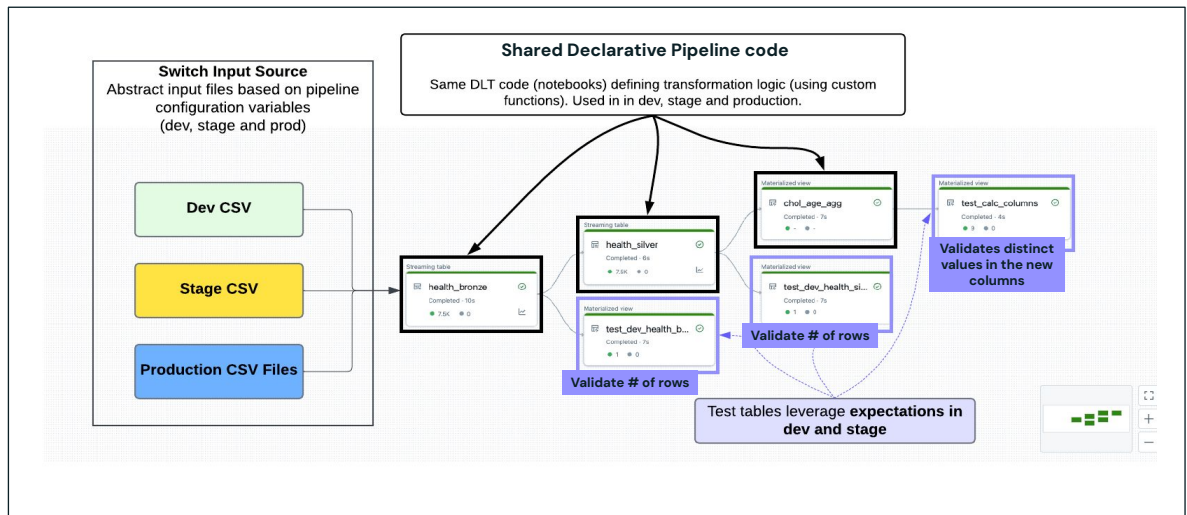 Shared Declarative Pipeline code
Same DLT code (notebooks) defining transformation logic (using custom
functions). Used in in dev, stage and production.
Switch Input Source
Abstract input files based on pipeline
configuration variables
(dev, stage and prod)
Dev CSV
Stage CSV
Production CSV Files
Streaming table
health_bronze
Completed · 10s
7.5K 0
Streaming table
health_silver
Completed · 6s
7.5K 0
Materialized view
test_dev_health_b...
Completed · 7s
1 0
Validate # of rows
Materialized view
chol_age_agg
Completed · 7s
- -
Materialized view
test_dev_health_si...
Completed · 7s
1 0
Validate # of rows
Materialized view
test_calc_columns
Completed · 4s
9 0
Validates distinct
values in the new
columns
Test tables leverage expectations in
dev and stage